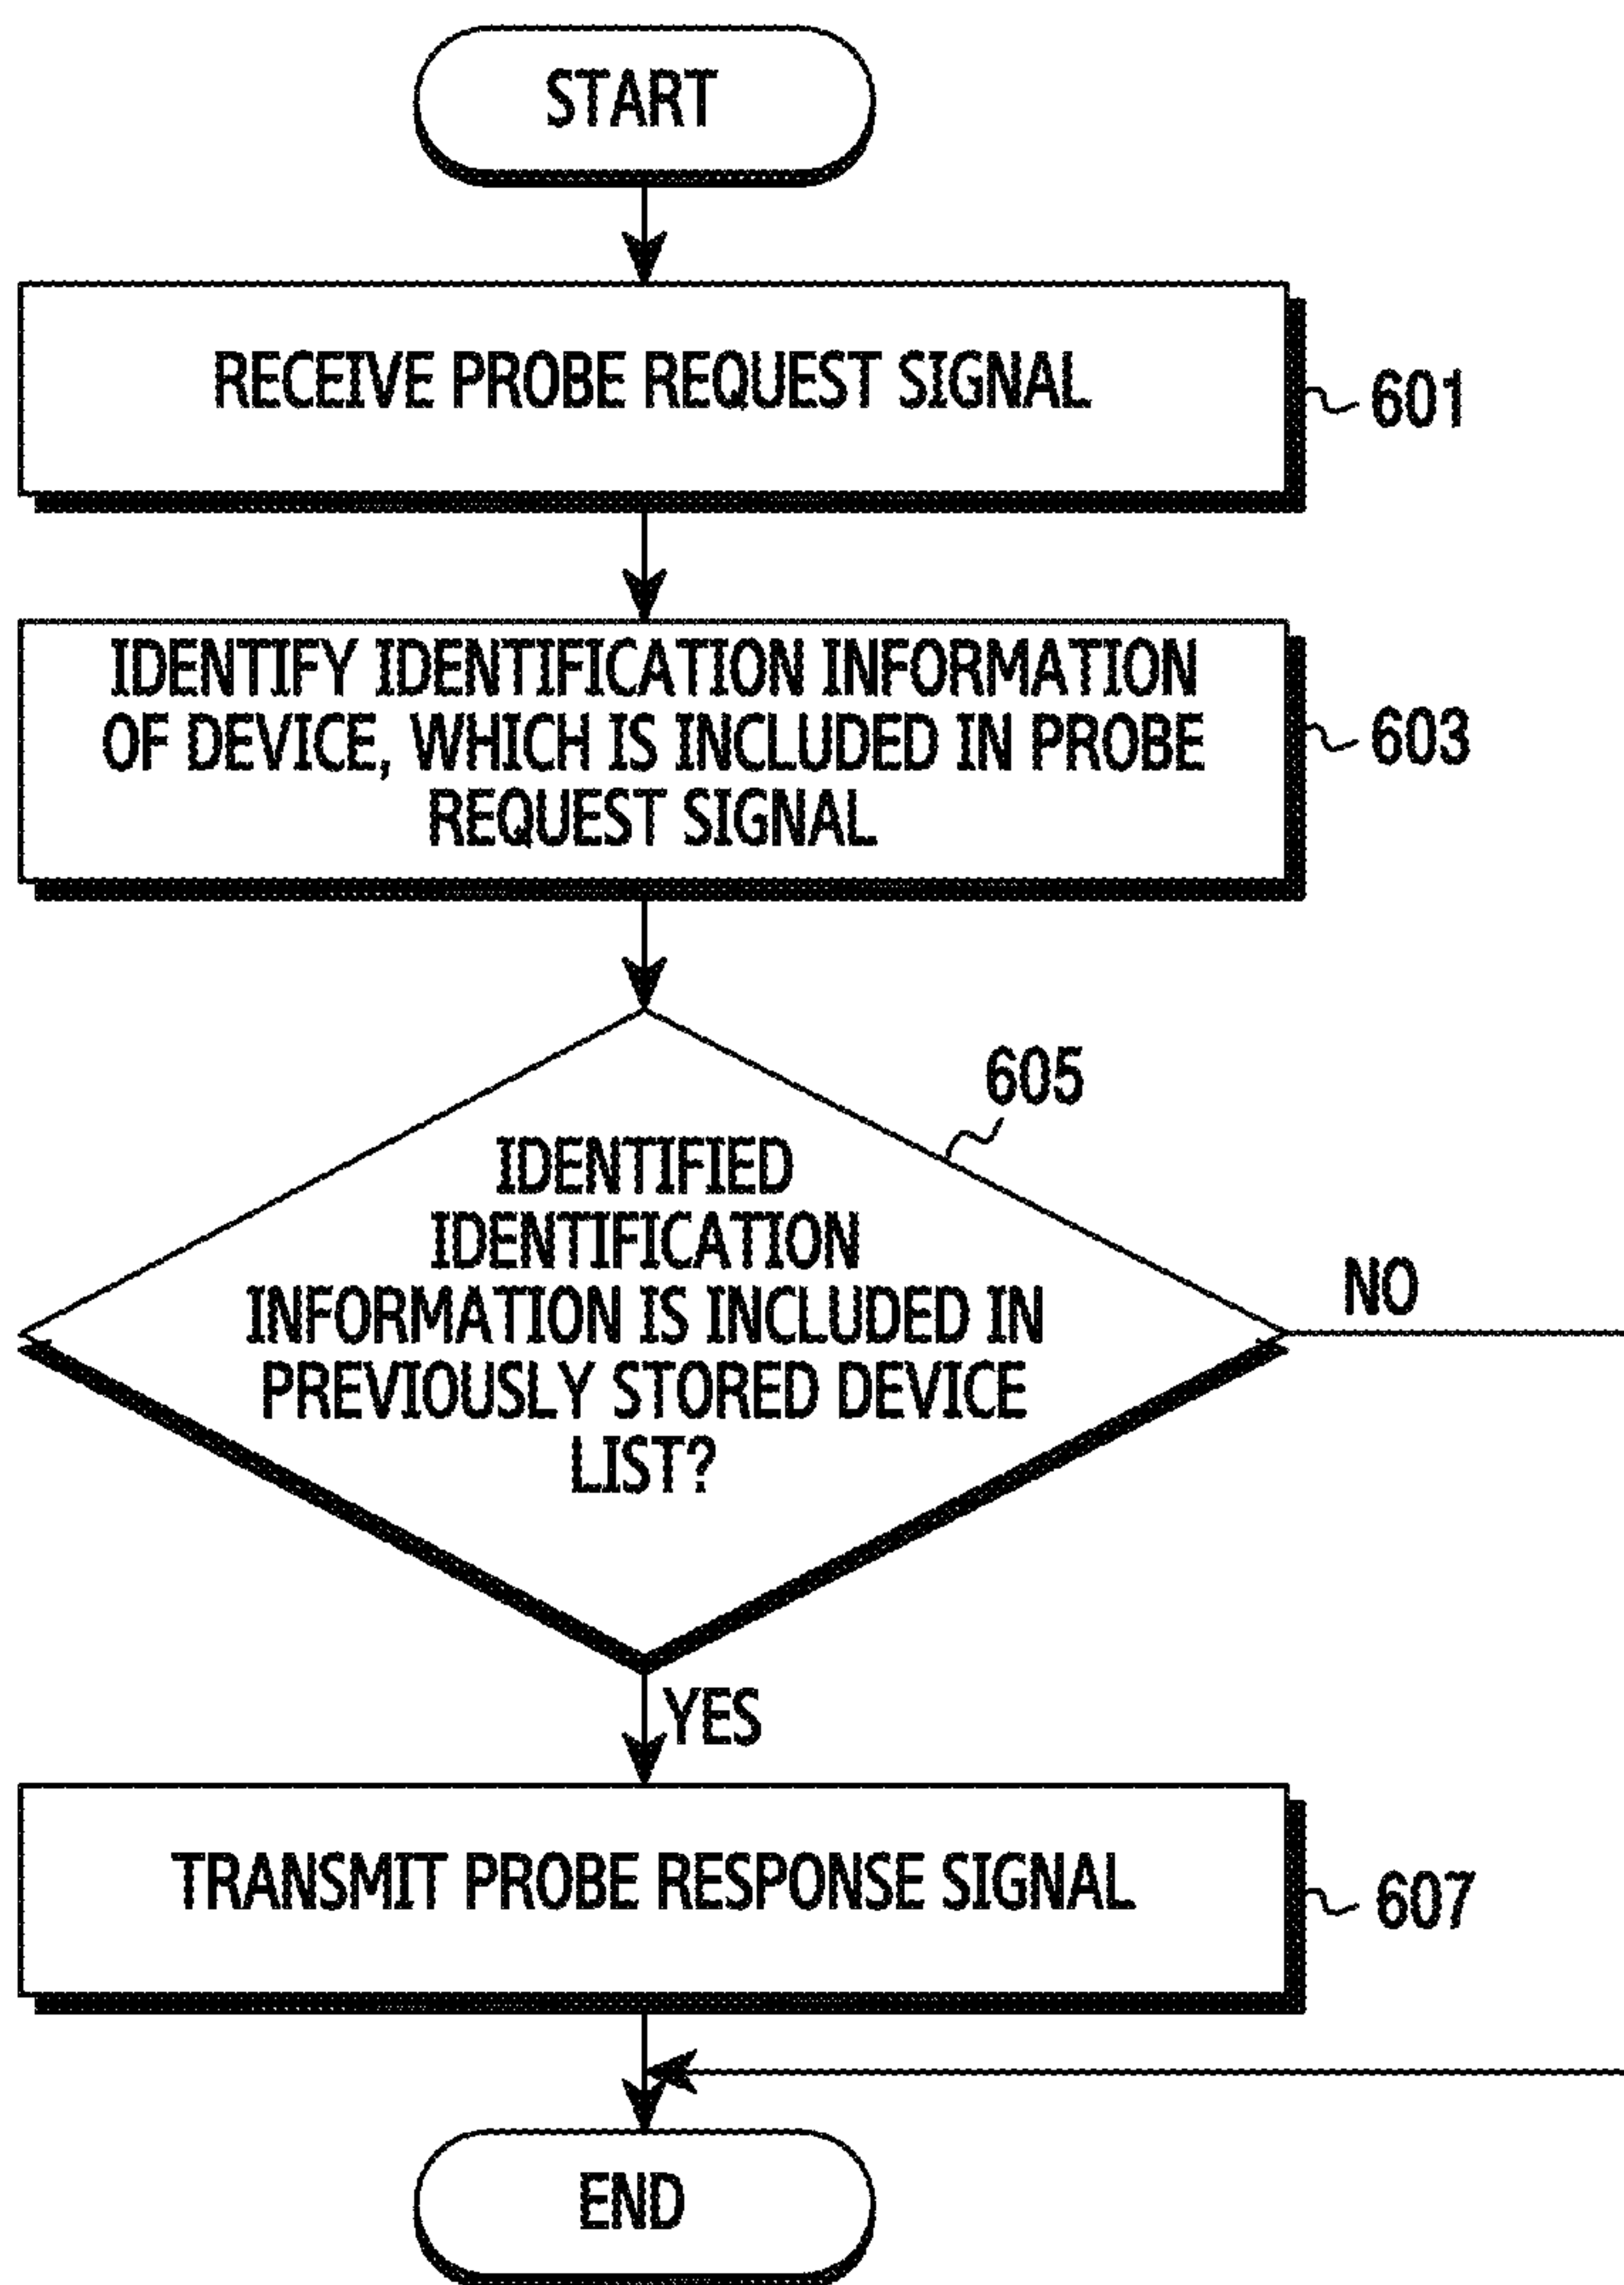 START
RECEIVE PROBE REQUEST SIGNAL
601
IDENTIFY IDENTIFICATION INFORMATION
OF DEVICE, WHICH IS INCLUDED IN PROBE
REQUEST SIGNAL
603
605
IDENTIFIED
IDENTIFICATION
INFORMATION IS INCLUDED IN
PREVIOUSLY STORED DEVICE
LIST?
NO
YES
TRANSMIT PROBE RESPONSE SIGNAL
607
END